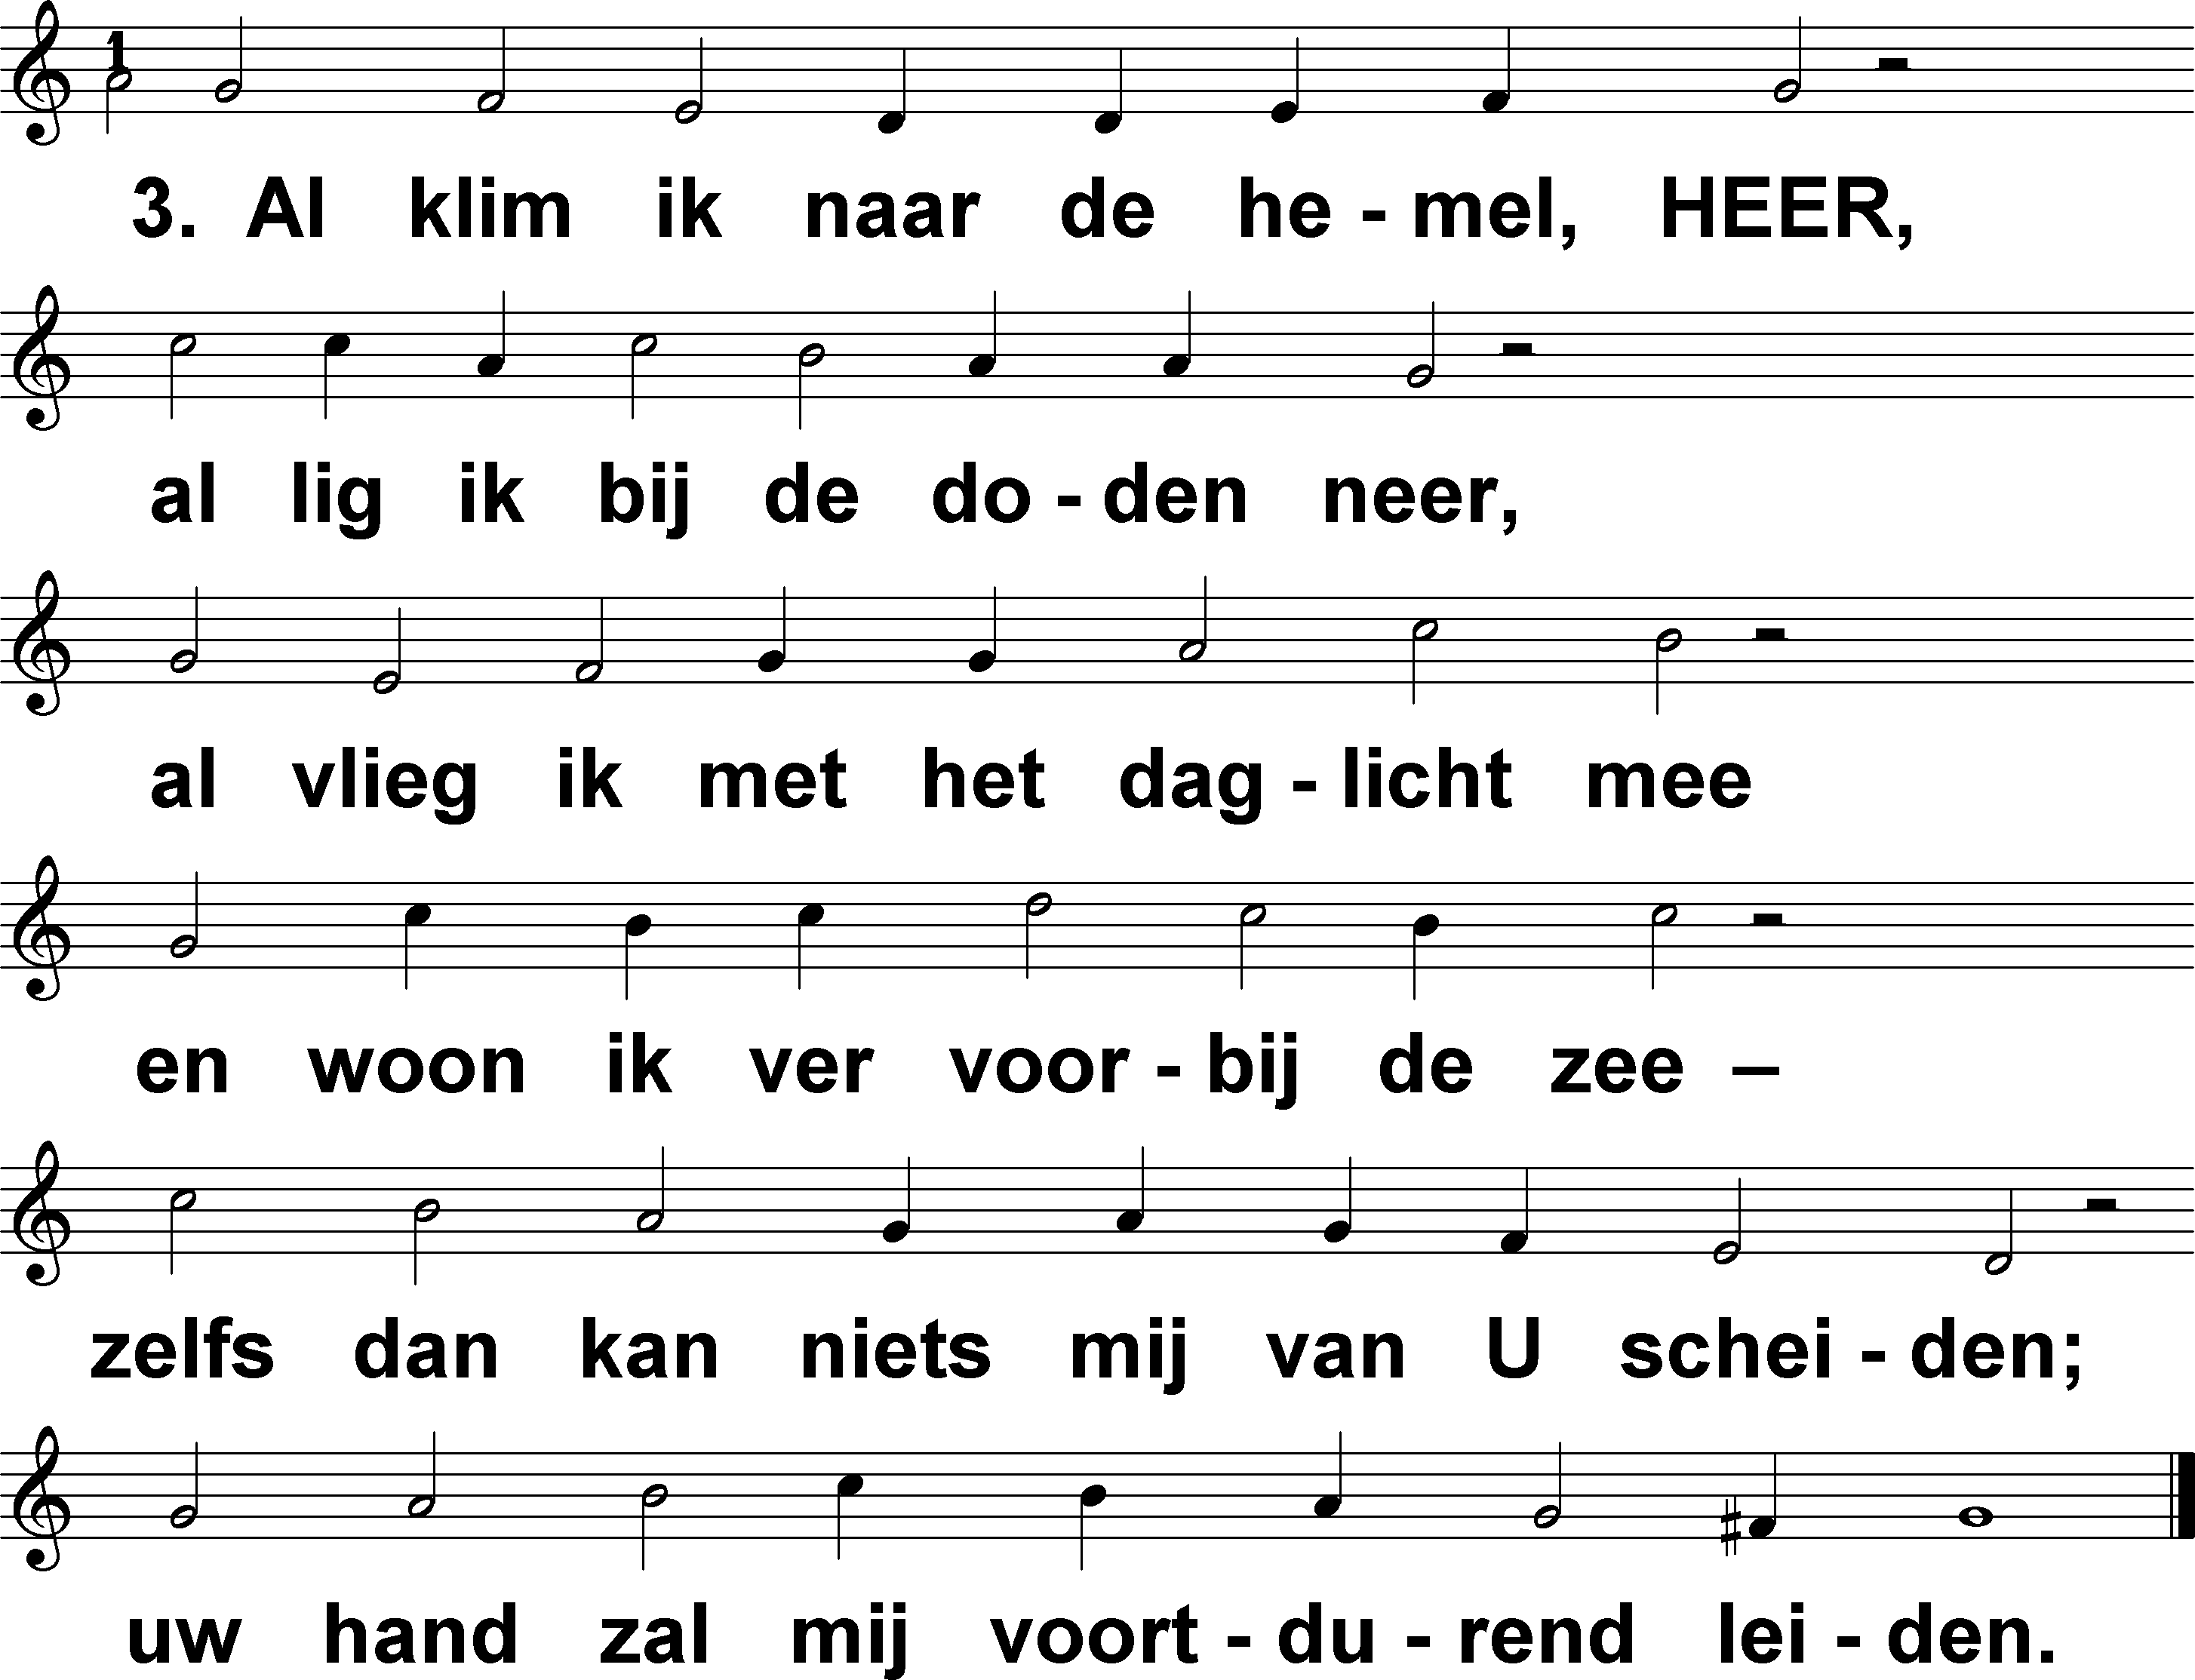 1
3. Al klim ik naar de he - mel, HEER,
al lig ik bij de do - den neer,
al vlieg ik met het dag - licht mee
en woon ik ver voor - bij de zee –
zelfs dan kan niets mij van U schei - den;
uw hand zal mij voort - du - rend lei - den.